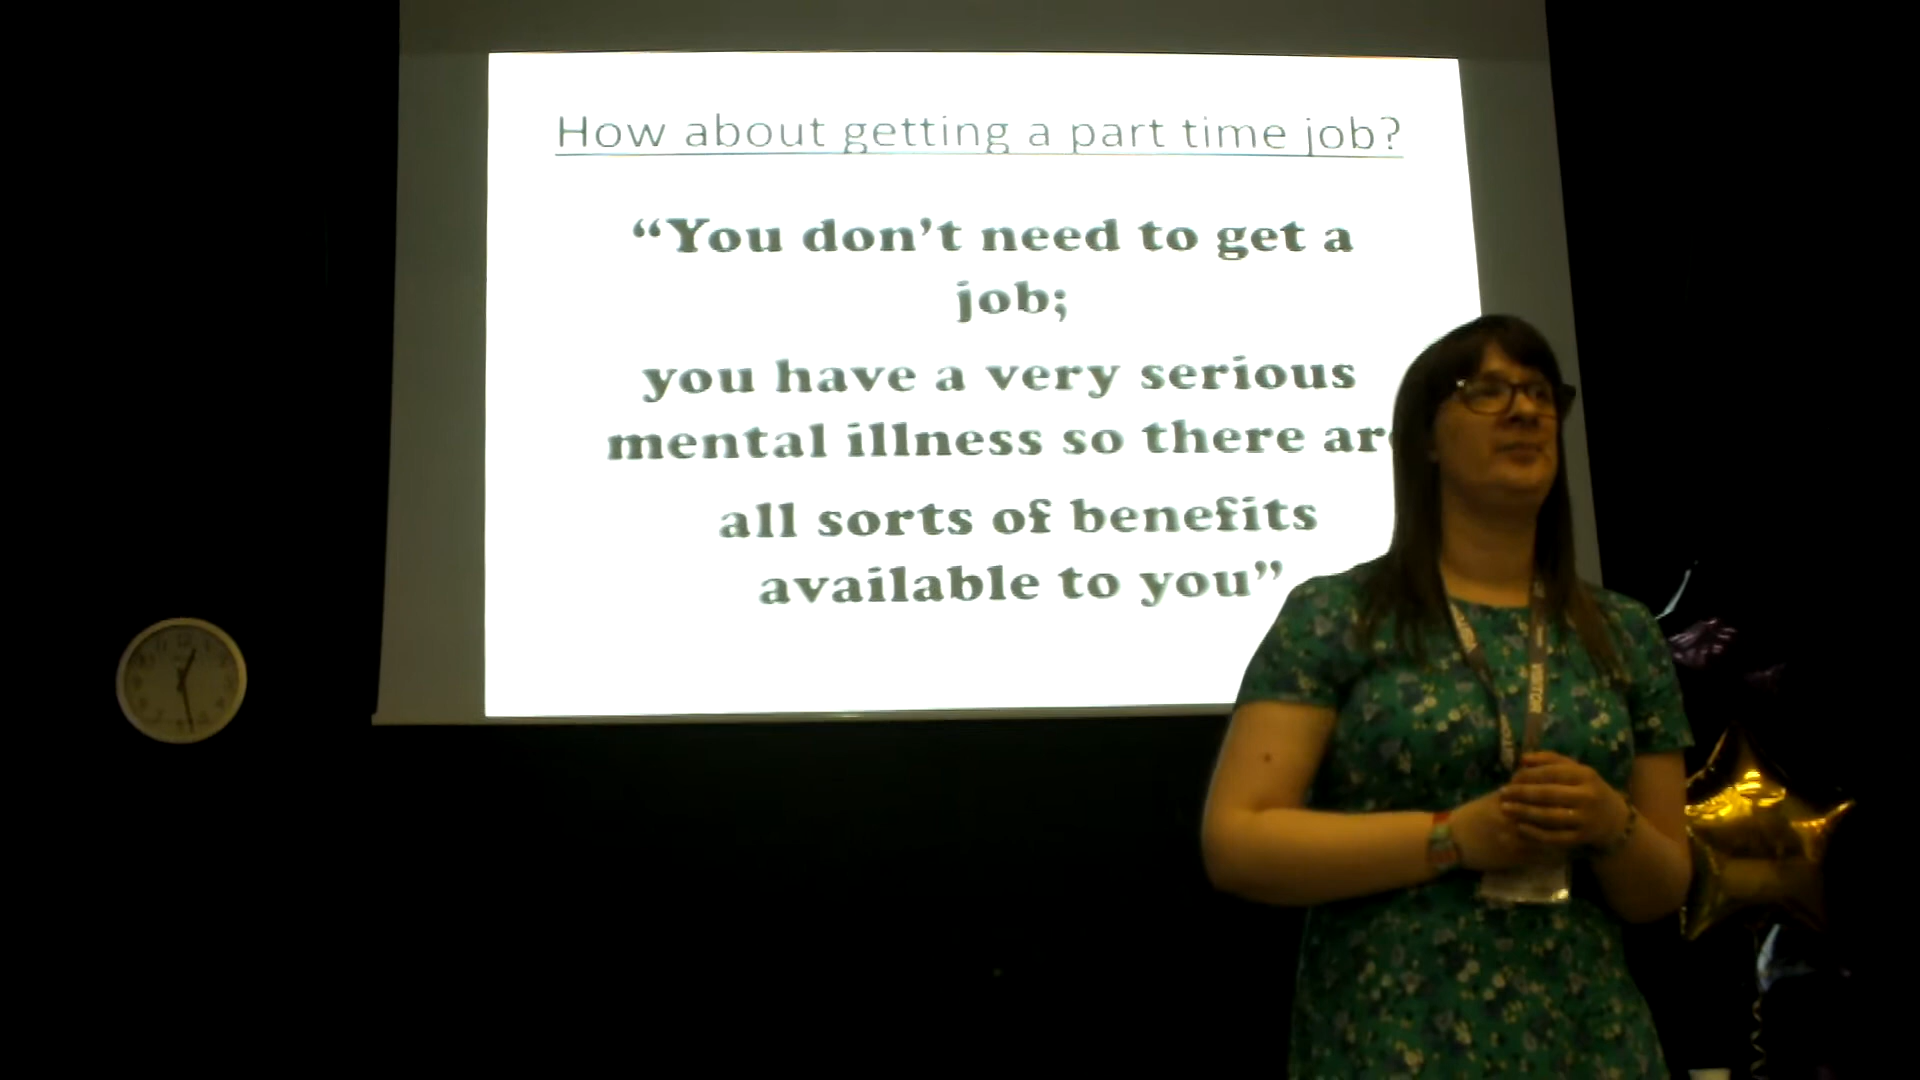 How about getting a part time job?
“You don’t need to get a
job;
you have a very serious
mental illness so there are
all sorts of benefits
available to you”